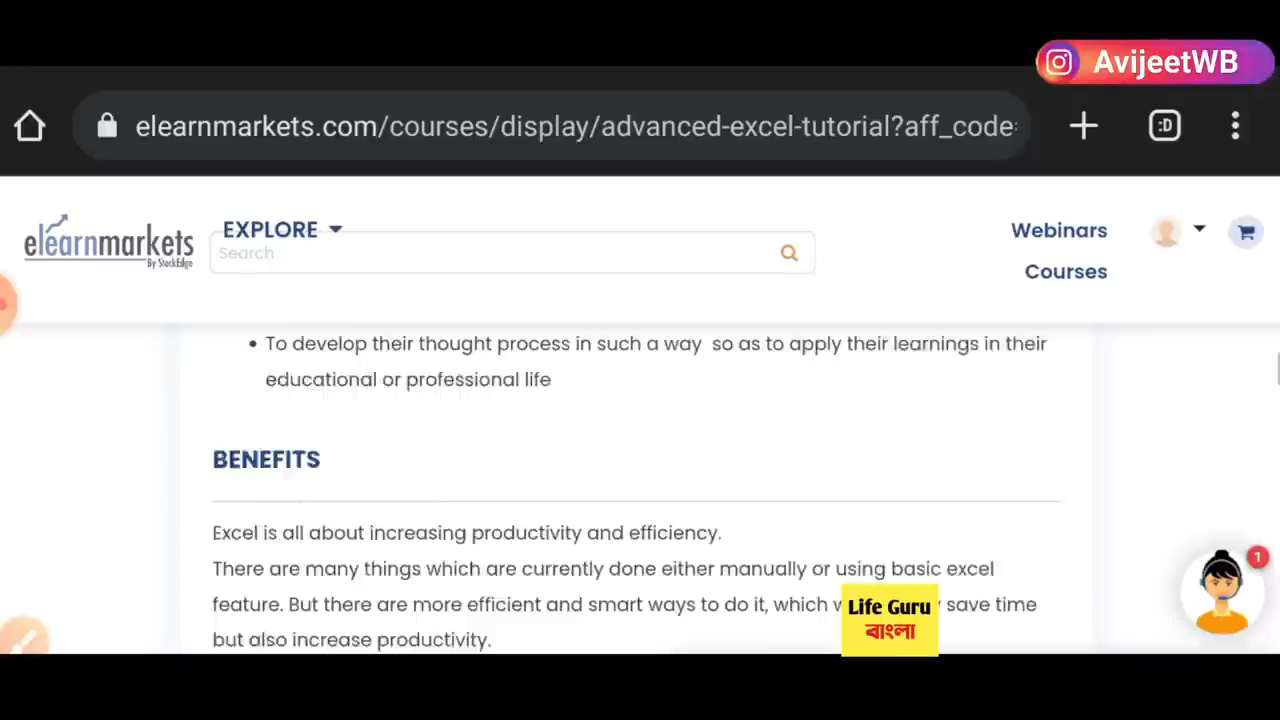 AvijeetWB
elearnmarkets.com/courses/display/advanced-excel-tutorial?aff_code
:D
elearnmarkets
By StockEdge
EXPLORE
Search
Webinars
Courses
• To develop their thought process in such a way so as to apply their learnings in their
educational or professional life
BENEFITS
Excel is all about increasing productivity and efficiency.
There are many things which are currently done either manually or using basic excel
feature. But there are more efficient and smart ways to do it, which save time
but also increase productivity.
Life Guru
বাংলা
1